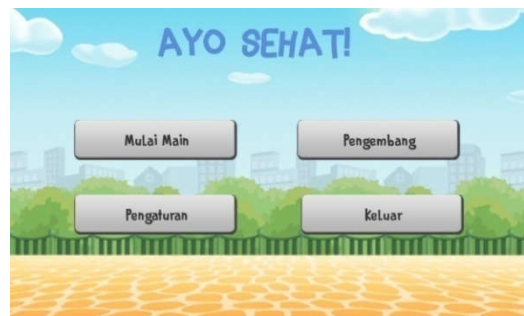 AYO SEHAT!
Mulai Main
Pengembang
Pengaturan
Keluar